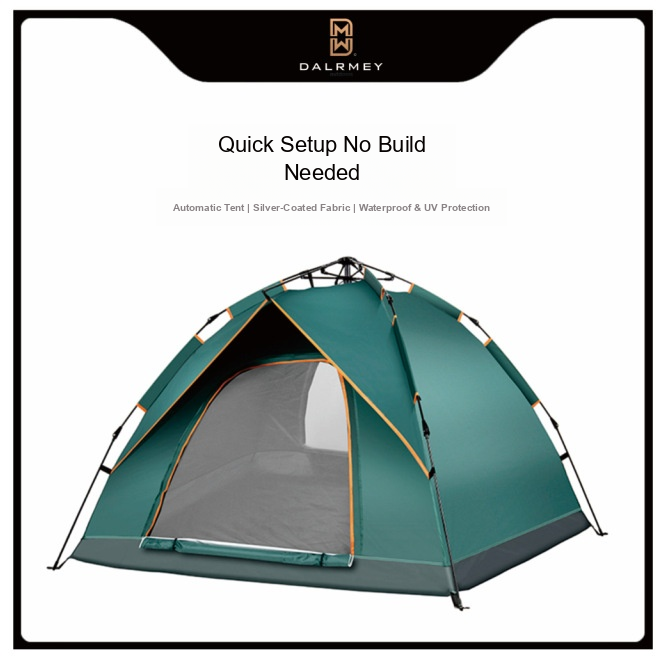 DALRMEY
Quick Setup No Build
Needed
Automatic Tent | Silver-Coated Fabric | Waterproof & UV Protection